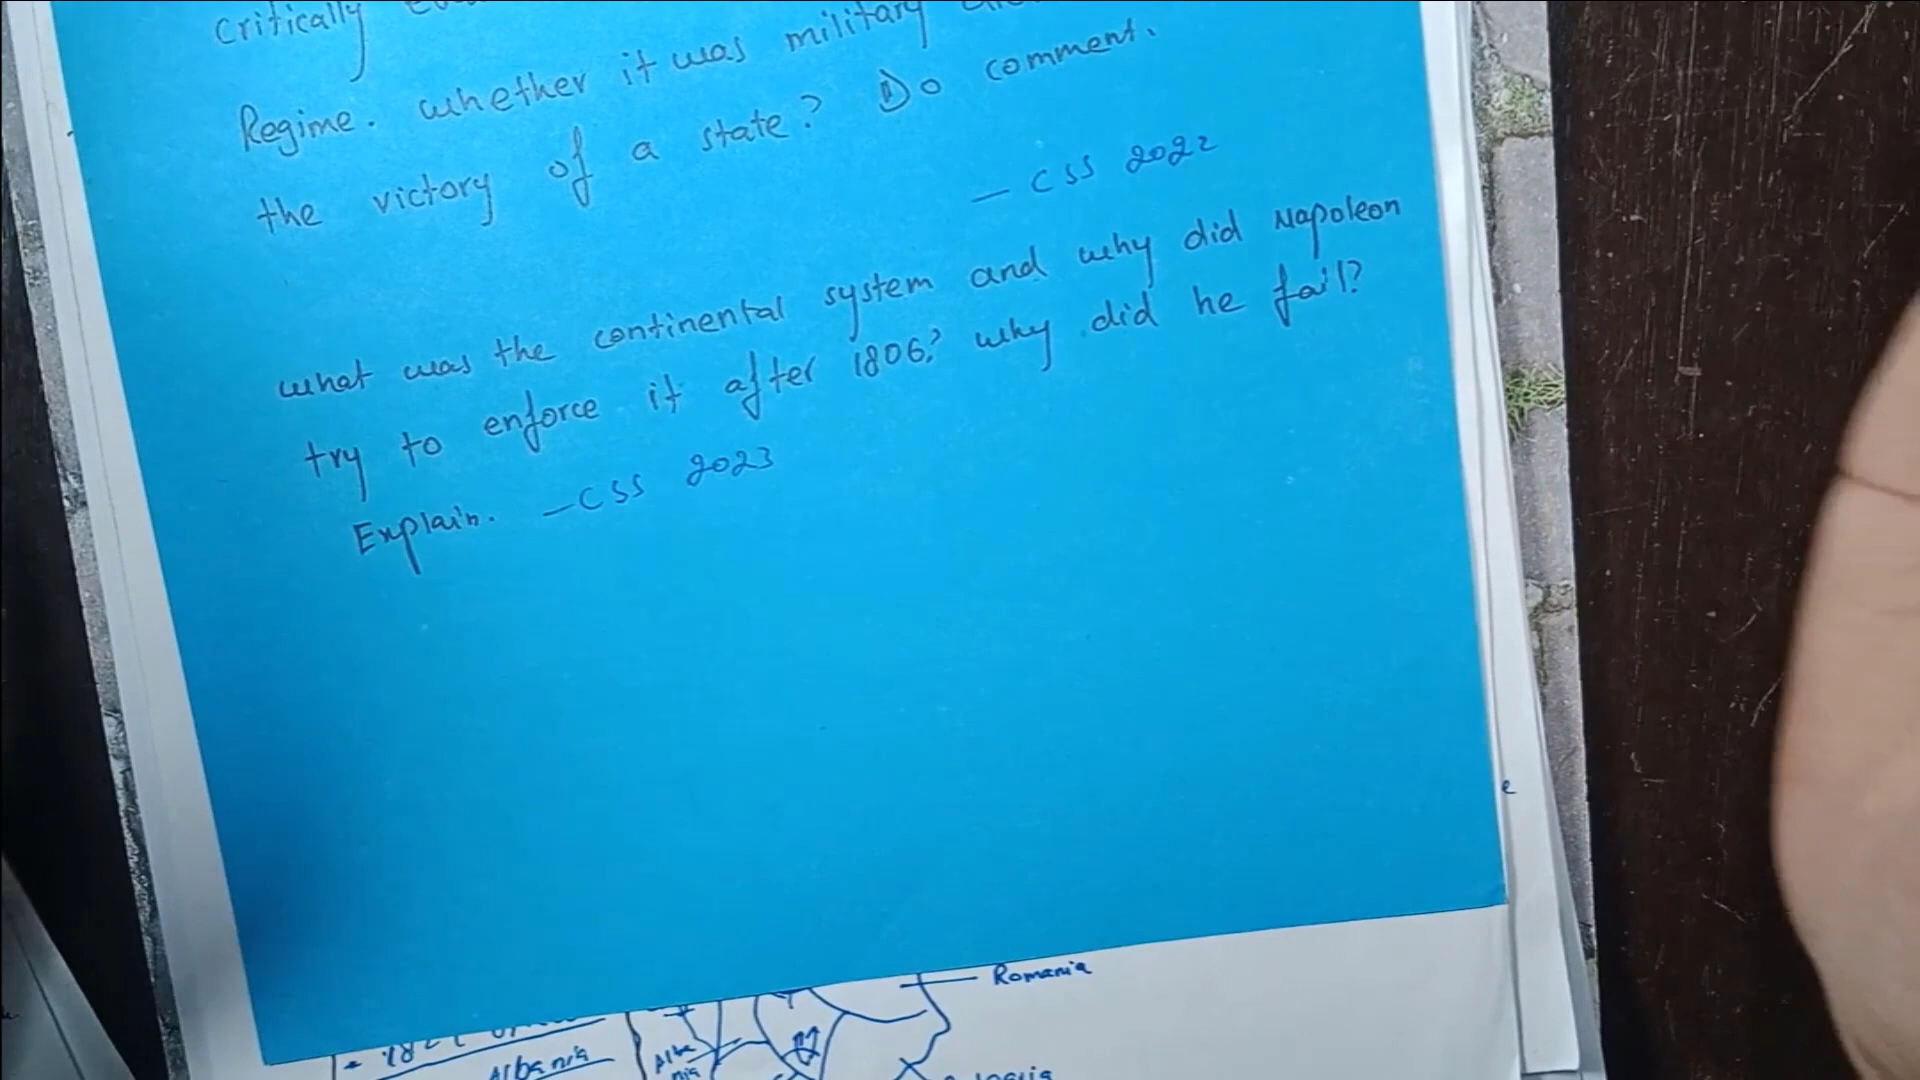 critically
Regime. whether it was military
the victory of a state? Do comment.
— CSS 2022
what was the continental system and why did Napoleon
try to enforce it after 1806? why did he fail?
Explain. —CSS 2023
Romania
Albania
Alba
nia